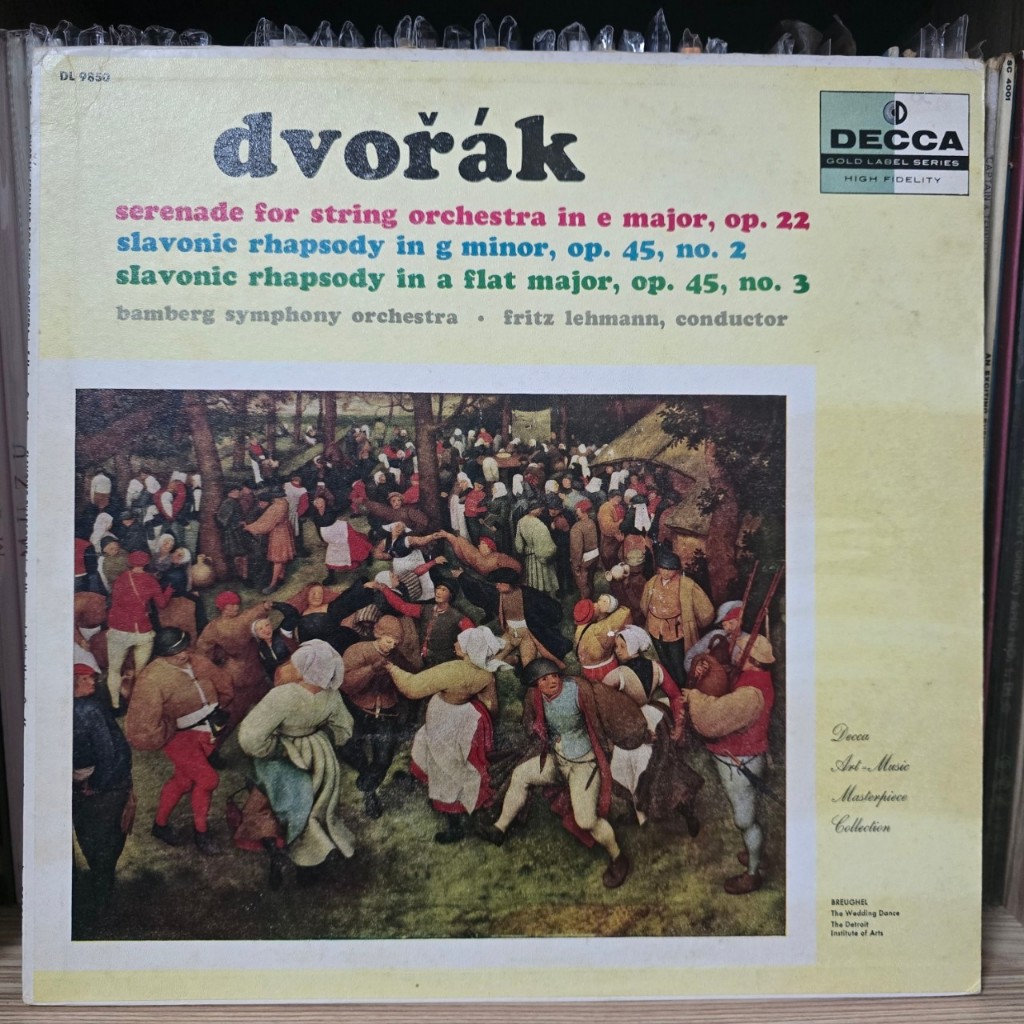 DL 9850
dvořák
DECCA
GOLD LABEL SERIES
HIGH FIDELITY
serenade for string orchestra in e major, op. 22
slavonic rhapsody in g minor, op. 45, no. 2
slavonic rhapsody in a flat major, op. 45, no. 3
bamberg symphony orchestra • fritz lehmann, conductor
Decca
Art-Music
Masterpiece
Collection
BREUGHEL
The Wedding Dance
The Detroit
Institute of Arts
SC 4001